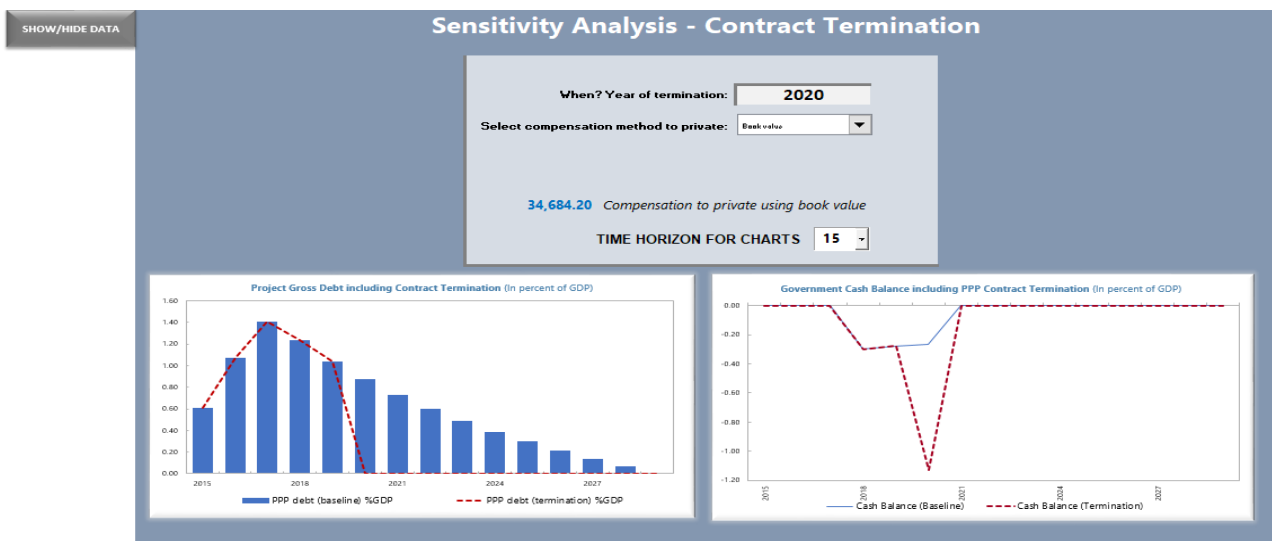 SHOW/HIDE DATA
Sensitivity Analysis - Contract Termination
When? Year of termination: 2020
Select compensation method to private: Book value
34,684.20 Compensation to private using book value
TIME HORIZON FOR CHARTS 15
Project Gross Debt including Contract Termination (In percent of GDP)
1.60
1.40
1.20
1.00
0.80
0.60
0.40
0.20
0.00
2015 2018 2021 2024 2027
PPP debt (baseline) %GDP PPP debt (termination) %GDP
Government Cash Balance including PPP Contract Termination (In percent of GDP)
0.00
-0.20
-0.40
-0.60
-0.80
-1.00
-1.20
2015 2018 2021 2024 2027
Cash Balance (Baseline) Cash Balance (Termination)